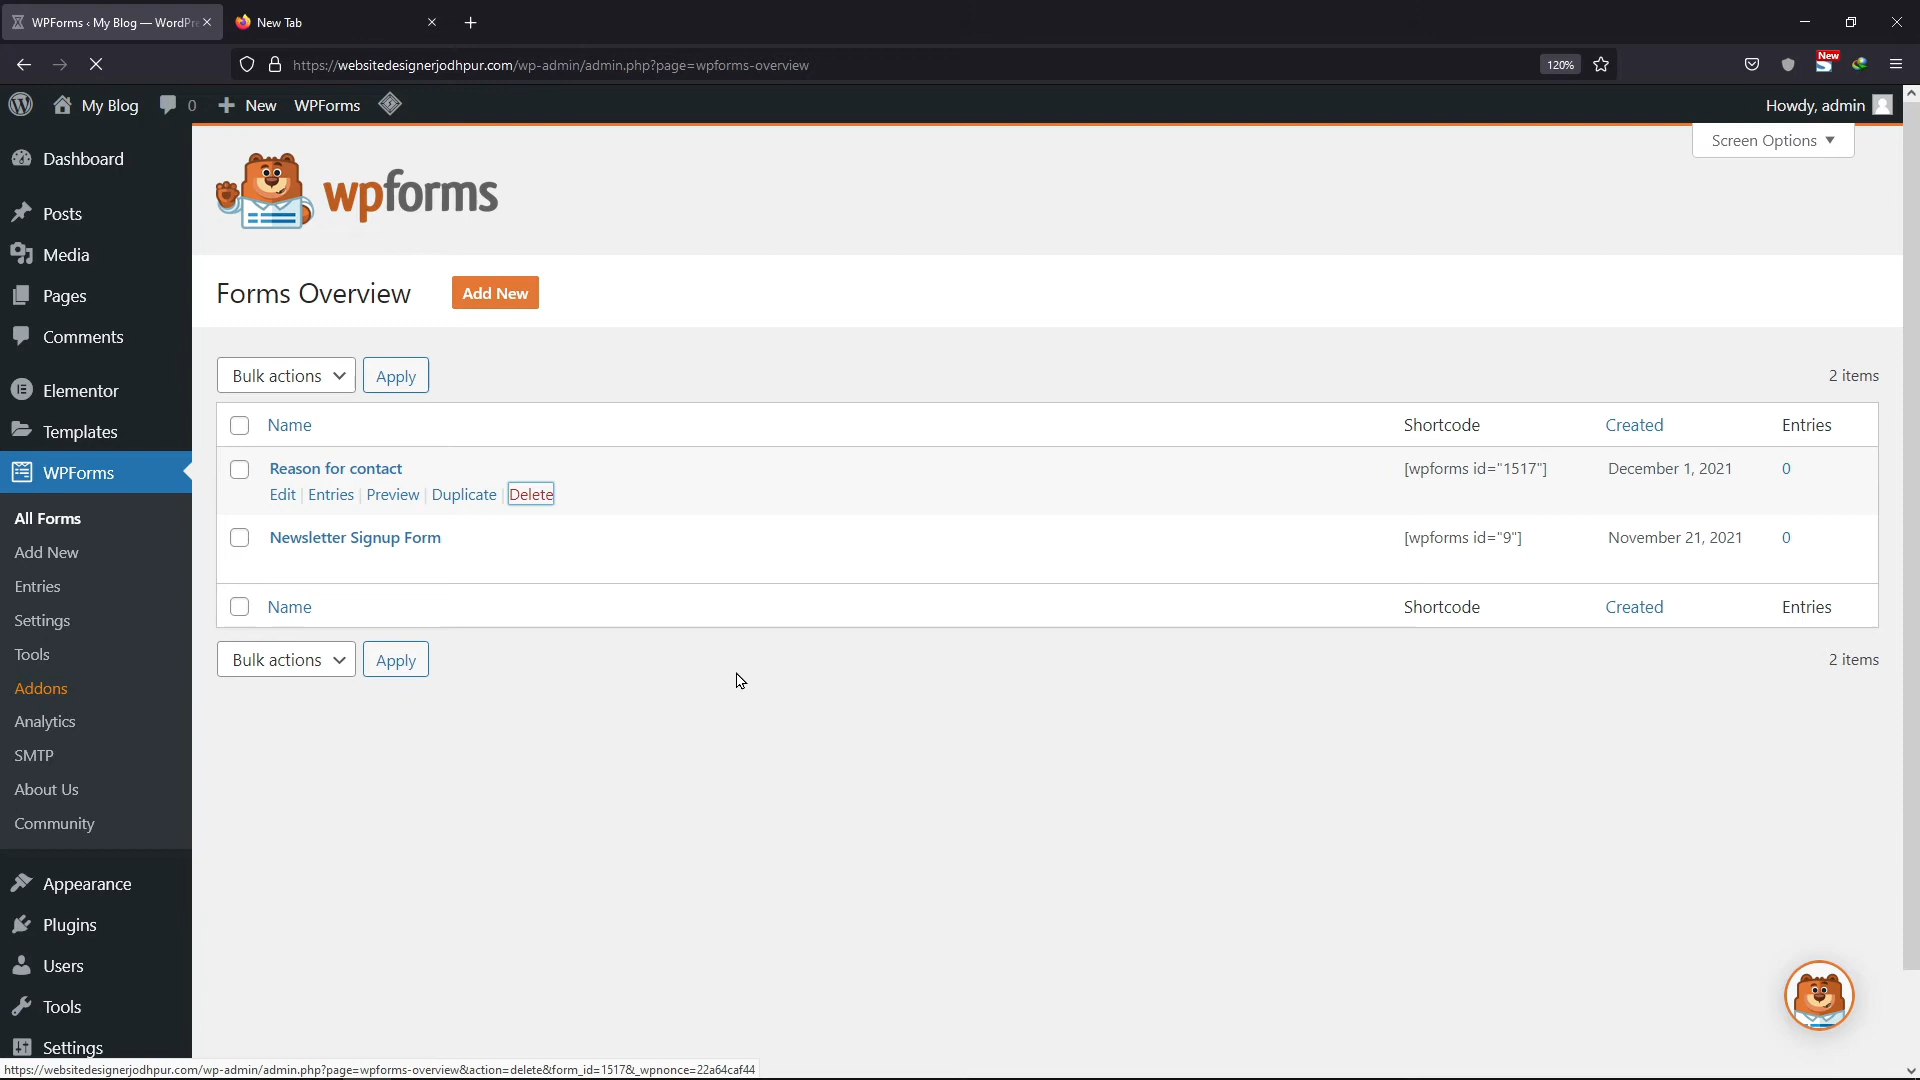 WPForms ‹ My Blog — WordPre
New Tab
https://websitedesignerjodhpur.com/wp-admin/admin.php?page=wpforms-overview
120%
New
My Blog
0
New
WPForms
Howdy, admin
Screen Options
Dashboard
Posts
Media
Pages
Comments
Elementor
Templates
WPForms
All Forms
Add New
Entries
Settings
Tools
Addons
Analytics
SMTP
About Us
Community
Appearance
Plugins
Users
Tools
Settings
wpforms
Forms Overview
Add New
Bulk actions
Apply
2 items
Name Shortcode Created Entries
Reason for contact [wpforms id="1517"] December 1, 2021 0
Edit | Entries | Preview | Duplicate | Delete
Newsletter Signup Form [wpforms id="9"] November 21, 2021 0
Name Shortcode Created Entries
Bulk actions
Apply
2 items
https://websitedesignerjodhpur.com/wp-admin/admin.php?page=wpforms-overview&action=delete&form_id=1517&_wpnonce=22a64caf44